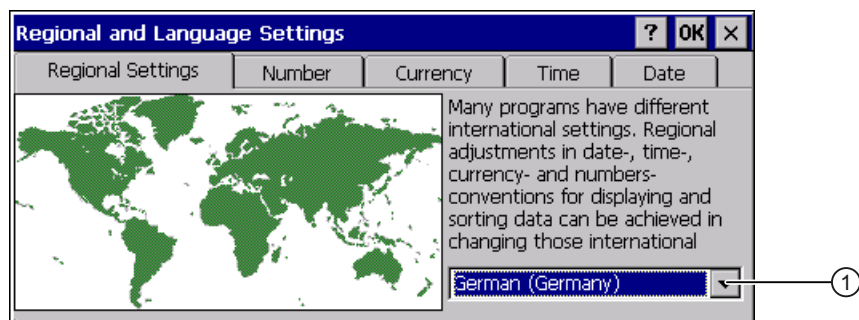 Regional and Language Settings ? OK ×
Regional Settings Number Currency Time Date
Many programs have different
international settings. Regional
adjustments in date-, time-,
currency- and numbers-
conventions for displaying and
sorting data can be achieved in
changing those international
German (Germany)
1